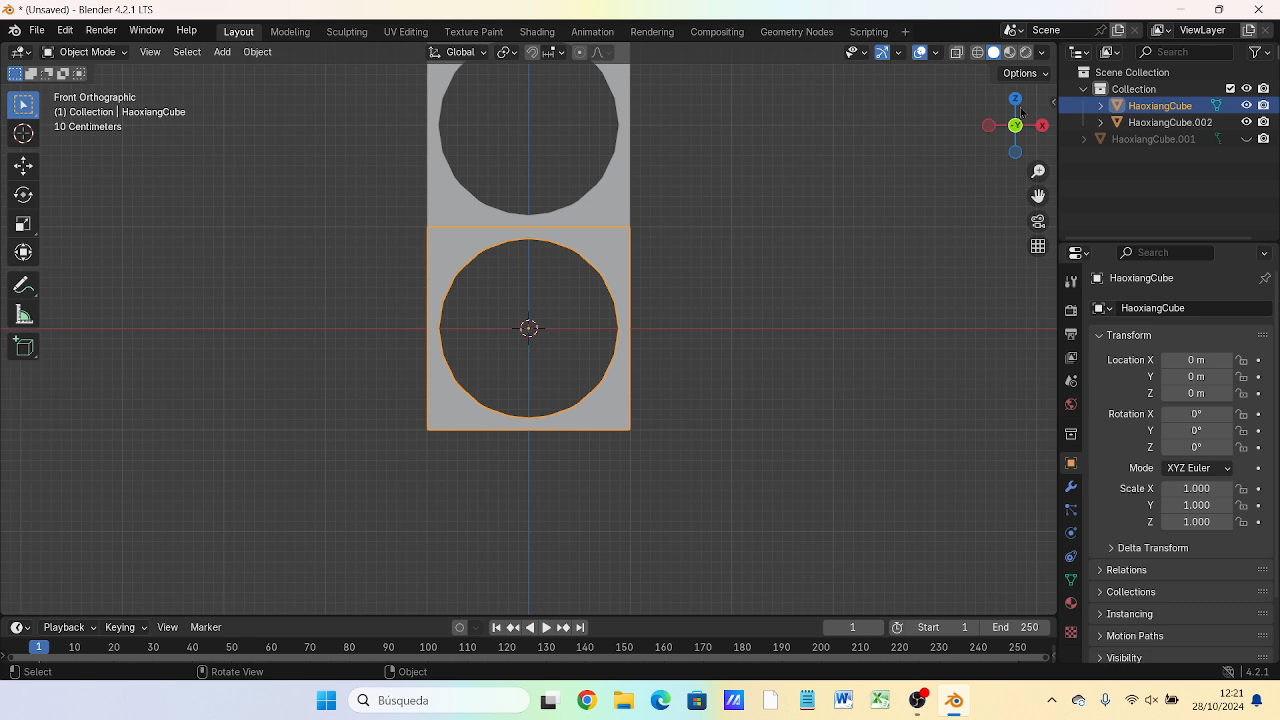 * (Unsaved) - Blender 4.2.1 LTS
File Edit Render Window Help Layout Modeling Sculpting UV Editing Texture Paint Shading Animation Rendering Compositing Geometry Nodes Scripting + Scene ViewLayer
Object Mode View Select Add Object Global Search
Options
Scene Collection
Collection
HaoxiangCube
HaoxiangCube.002
HaoxiangCube.001
Front Orthographic
(1) Collection | HaoxiangCube
10 Centimeters
Z
-Y X
Search
HaoxiangCube
HaoxiangCube
Transform
Location X 0 m
Y 0 m
Z 0 m
Rotation X 0°
Y 0°
Z 0°
Mode XYZ Euler
Scale X 1.000
Y 1.000
Z 1.000
Delta Transform
Relations
Collections
Instancing
Motion Paths
Visibility
Playback Keying View Marker 1 Start 1 End 250
1 10 20 30 40 50 60 70 80 90 100 110 120 130 140 150 160 170 180 190 200 210 220 230 240 250
Select Rotate View Object 4.2.1
Búsqueda
12:21
28/10/2024